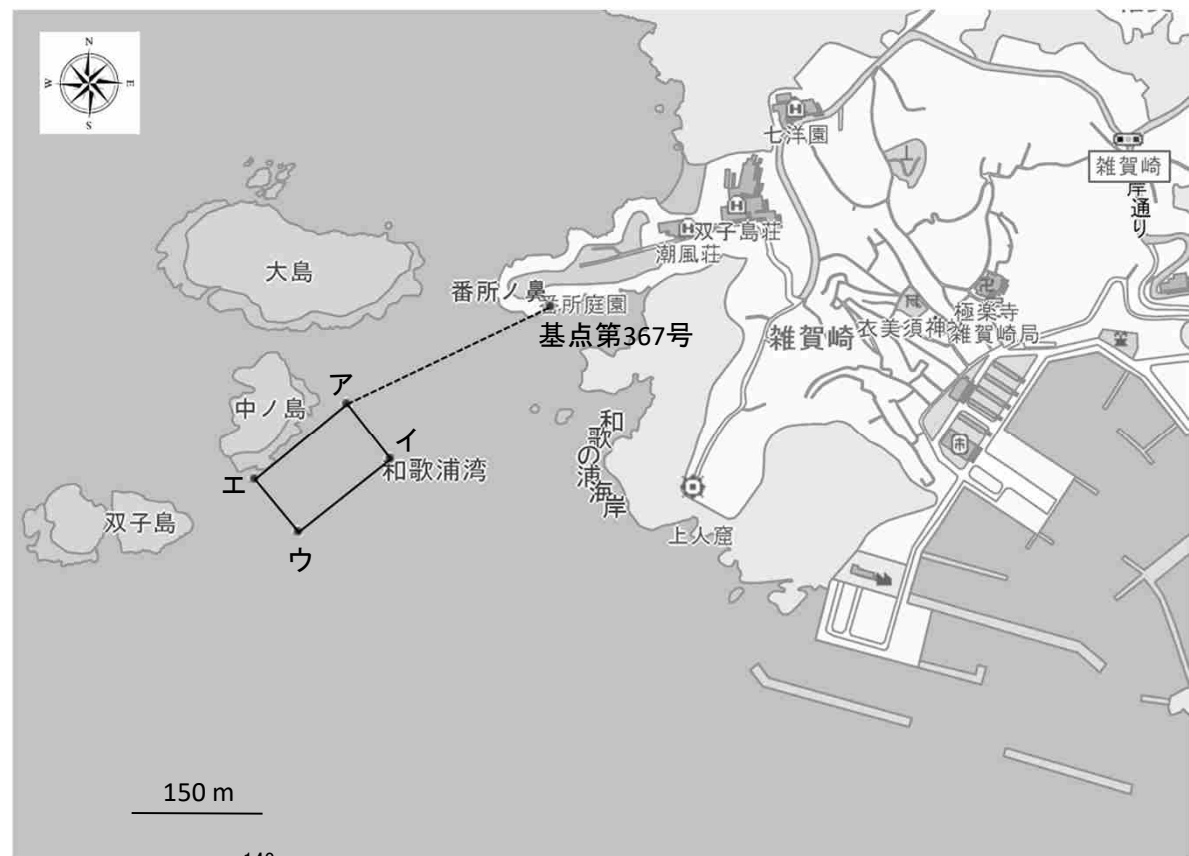 N
W
E
S
七洋園
雑賀崎
岸通り
双子島荘
潮風荘
大島
番所ノ鼻
番所庭園
基点第367号
極楽寺
衣美須神社
雑賀崎局
雑賀崎
ア
中ノ島
イ
和歌浦湾
和歌の浦海岸
エ
双子島
ウ
上人窟
150 m